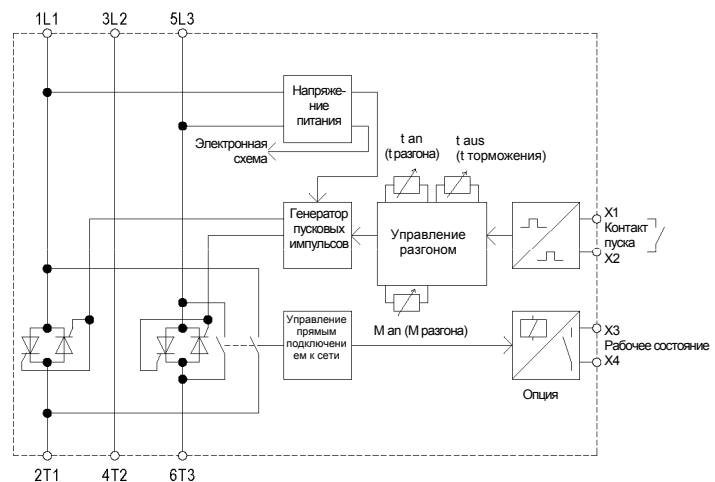 1L1
3L2
5L3
Напряже-
ние
питания
Электронная
схема
t an
(t разгона)
t aus
(t торможения)
Генератор
пусковых
импульсов
Управление
разгоном
X1
Контакт
пуска
X2
M an (M разгона)
Управление
прямым
подключени
ем к сети
X3
Рабочее состояние
X4
Опция
2T1
4T2
6T3